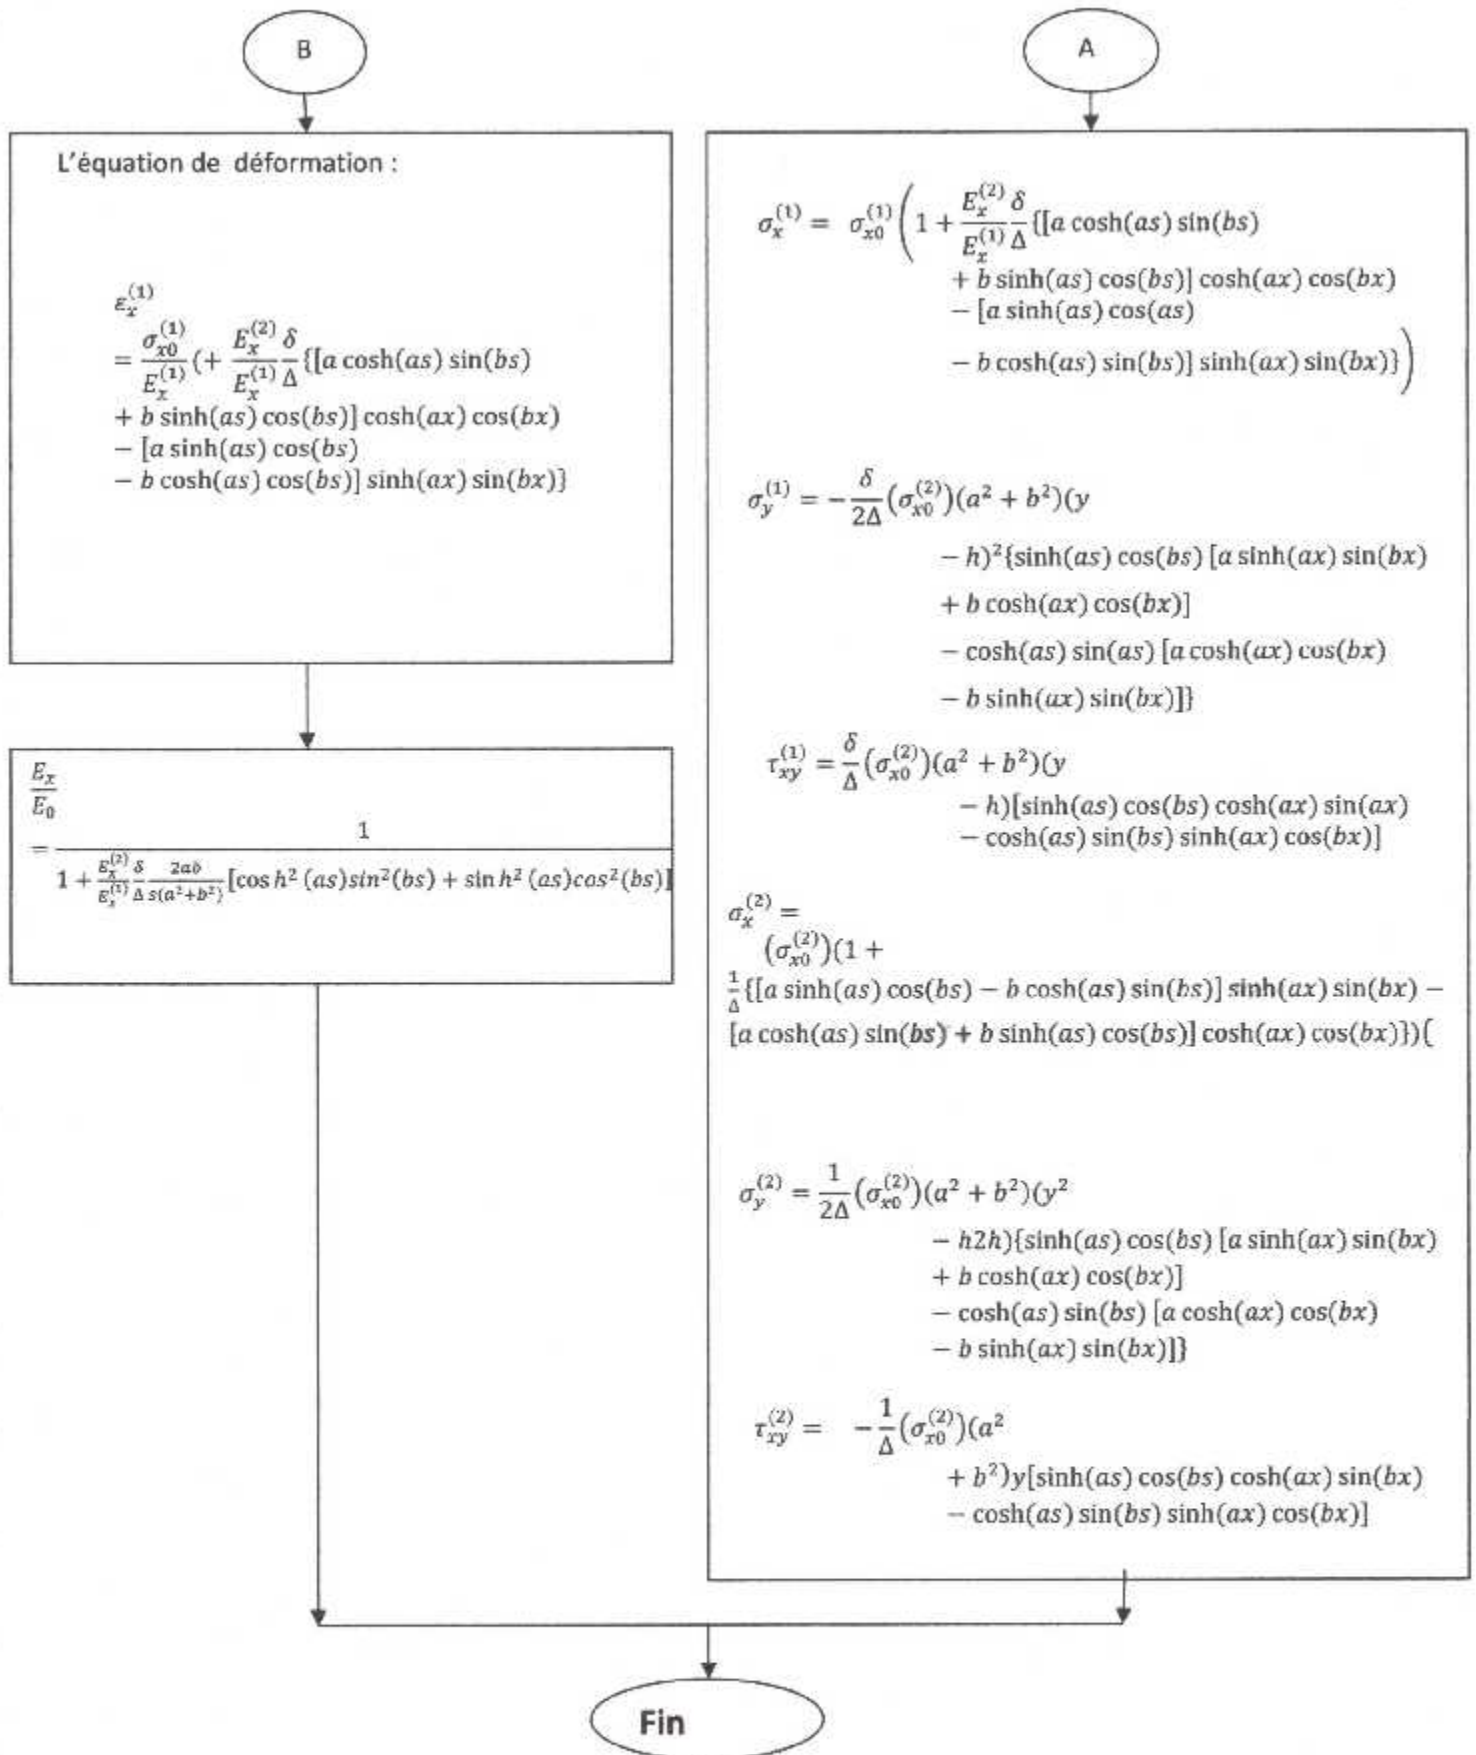 B
L'équation de déformation :
ε_x^(1)
= σ_x0^(1)/E_x^(1) (+ E_x^(2)/E_x^(1) δ/Δ {[a cosh(as) sin(bs)
+ b sinh(as) cos(bs)] cosh(ax) cos(bx)
− [a sinh(as) cos(bs)
− b cosh(as) cos(bs)] sinh(ax) sin(bx)}
E_x/E_0
= 1/(1 + E_x^(2)/E_x^(1) δ/Δ 2ab/s(a²+b²) [cos h² (as)sin²(bs) + sin h² (as)cos²(bs)]
A
σ_x^(1) = σ_x0^(1) (1 + E_x^(2)/E_x^(1) δ/Δ {[a cosh(as) sin(bs)
+ b sinh(as) cos(bs)] cosh(ax) cos(bx)
− [a sinh(as) cos(as)
− b cosh(as) sin(bs)] sinh(ax) sin(bx)})
σ_y^(1) = − δ/2Δ (σ_x0^(2))(a² + b²)(y
− h)²{sinh(as) cos(bs) [a sinh(ax) sin(bx)
+ b cosh(ax) cos(bx)]
− cosh(as) sin(as) [a cosh(ax) cos(bx)
− b sinh(ax) sin(bx)]}
τ_xy^(1) = δ/Δ (σ_x0^(2))(a² + b²)(y
− h)[sinh(as) cos(bs) cosh(ax) sin(ax)
− cosh(as) sin(bs) sinh(ax) cos(bx)]
σ_x^(2) =
(σ_x0^(2))(1 +
1/Δ {[a sinh(as) cos(bs) − b cosh(as) sin(bs)] sinh(ax) sin(bx) −
[a cosh(as) sin(bs) + b sinh(as) cos(bs)] cosh(ax) cos(bx)}){
σ_y^(2) = 1/2Δ (σ_x0^(2))(a² + b²)(y²
− h2h){sinh(as) cos(bs) [a sinh(ax) sin(bx)
+ b cosh(ax) cos(bx)]
− cosh(as) sin(bs) [a cosh(ax) cos(bx)
− b sinh(ax) sin(bx)]}
τ_xy^(2) = − 1/Δ (σ_x0^(2))(a²
+ b²)y[sinh(as) cos(bs) cosh(ax) sin(bx)
− cosh(as) sin(bs) sinh(ax) cos(bx)]
Fin